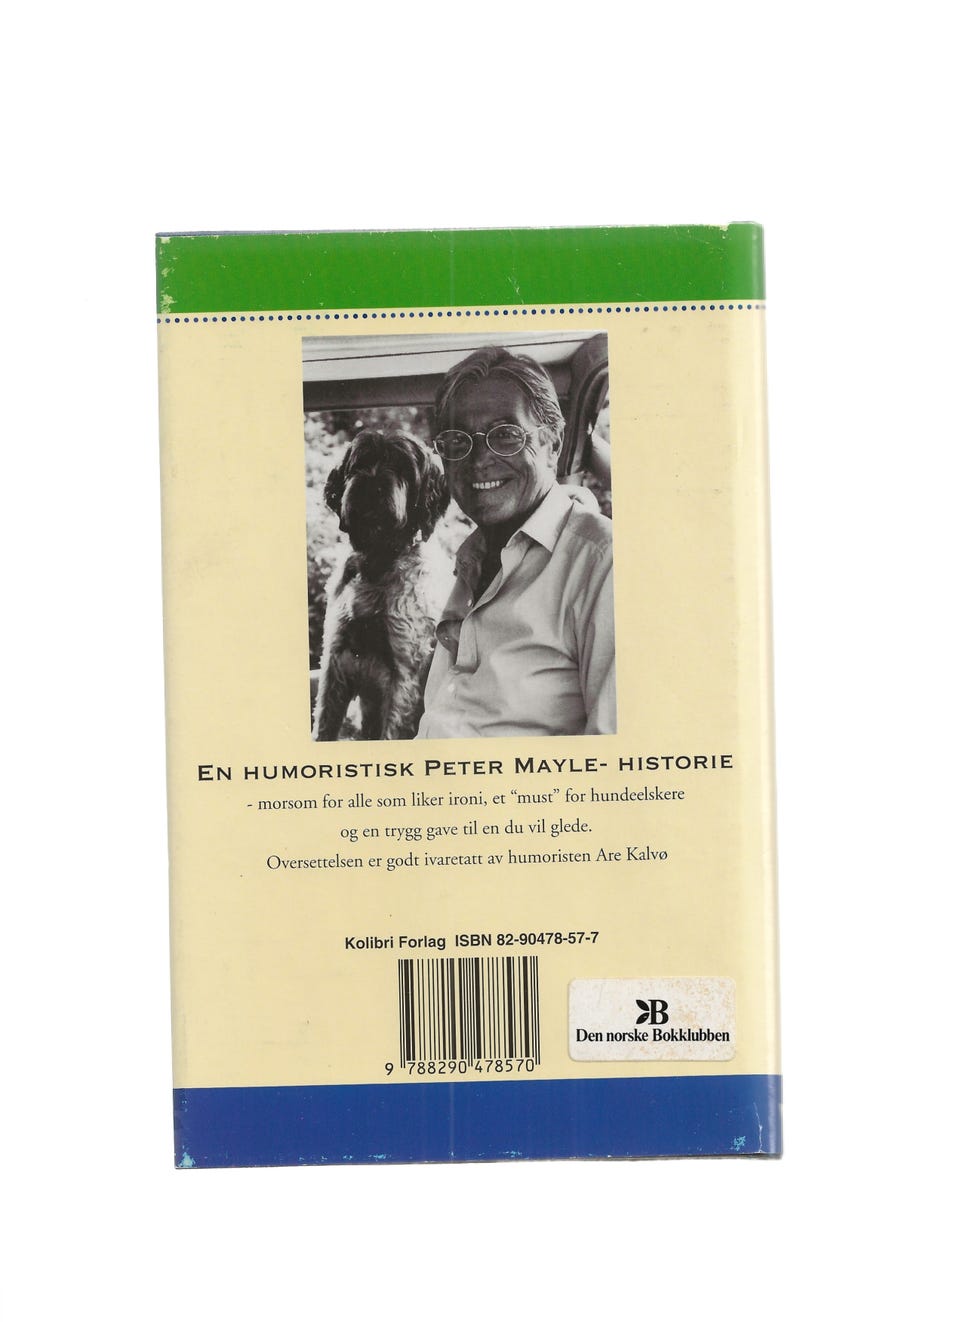 EN HUMORISTISK PETER MAYLE- HISTORIE
- morsom for alle som liker ironi, et “must” for hundeelskere
og en trygg gave til en du vil glede.
Oversettelsen er godt ivaretatt av humoristen Are Kalvø
Kolibri Forlag ISBN 82-90478-57-7
9 788290 478570
B
Den norske Bokklubben